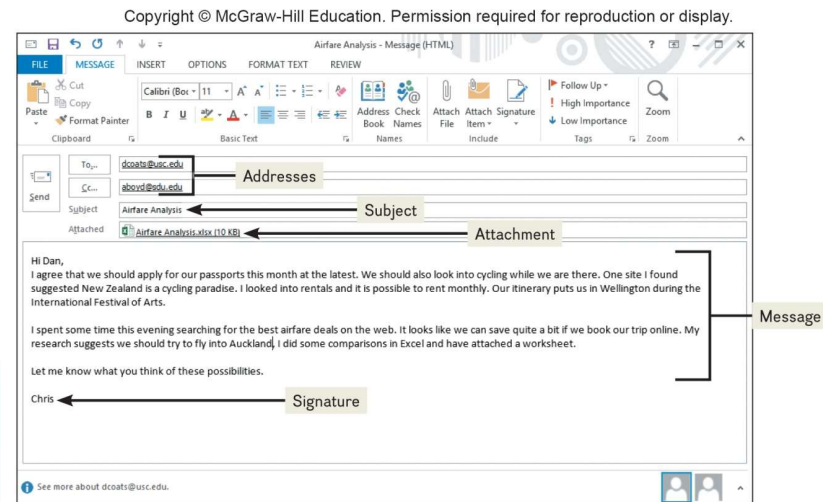 Copyright © McGraw-Hill Education. Permission required for reproduction or display.
Airfare Analysis - Message (HTML)
FILE MESSAGE INSERT OPTIONS FORMAT TEXT REVIEW
Cut
Copy
Format Painter
Paste
Clipboard
Calibri (Boc 11
B I U
Basic Text
Address Book
Check Names
Names
Attach File
Attach Item
Signature
Include
Follow Up
High Importance
Low Importance
Tags
Zoom
Zoom
Send
To...
dcoats@usc.edu
Cc...
aboyd@sdu.edu
Addresses
Subject
Airfare Analysis
Subject
Attached
Airfare Analysis.xlsx (10 KB)
Attachment
Hi Dan,
I agree that we should apply for our passports this month at the latest. We should also look into cycling while we are there. One site I found
suggested New Zealand is a cycling paradise. I looked into rentals and it is possible to rent monthly. Our itinerary puts us in Wellington during the
International Festival of Arts.
I spent some time this evening searching for the best airfare deals on the web. It looks like we can save quite a bit if we book our trip online. My
research suggests we should try to fly into Auckland, I did some comparisons in Excel and have attached a worksheet.
Let me know what you think of these possibilities.
Message
Chris
Signature
See more about dcoats@usc.edu.